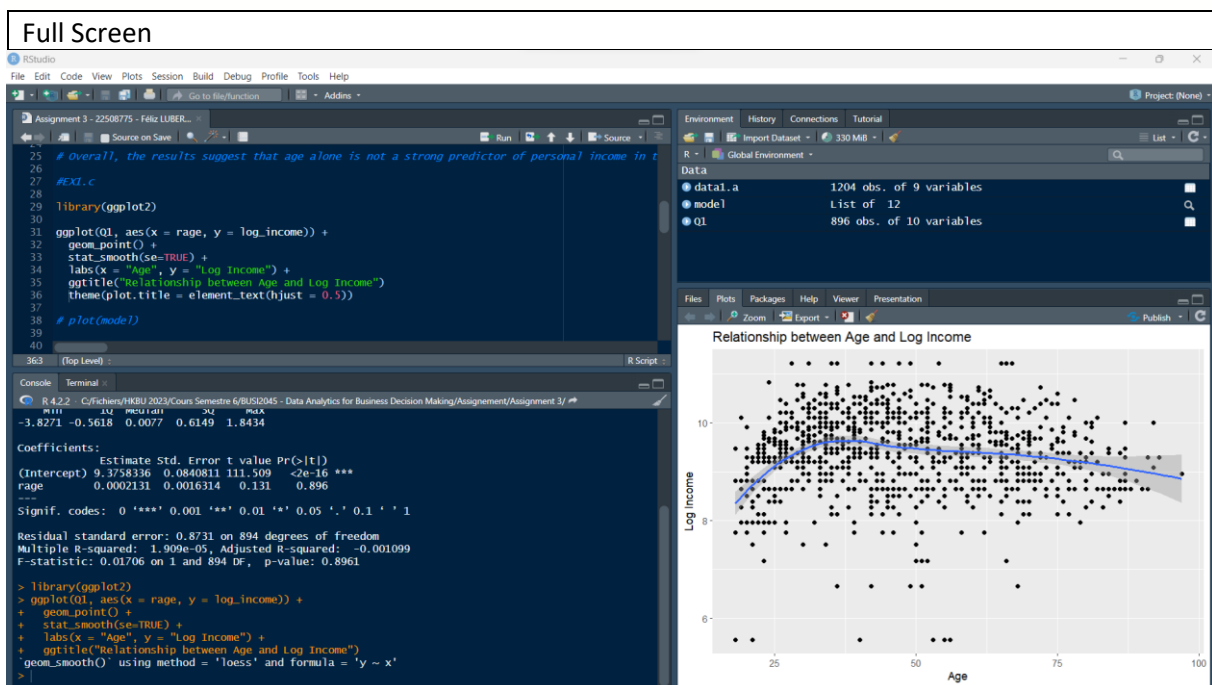 Full Screen
RStudio
File Edit Code View Plots Session Build Debug Profile Tools Help
Go to file/function Addins
Project: (None)
Assignment 3 - 22508775 - Féliz LUBER...
Source on Save Run Source
25 # Overall, the results suggest that age alone is not a strong predictor of personal income in t
26
27 #EX1.c
28
29 library(ggplot2)
30
31 ggplot(Q1, aes(x = rage, y = log_income)) +
32 geom_point() +
33 stat_smooth(se=TRUE) +
34 labs(x = "Age", y = "Log Income") +
35 ggtitle("Relationship between Age and Log Income")
36 theme(plot.title = element_text(hjust = 0.5))
37
38 # plot(model)
39
40
36:3 (Top Level) R Script
Console Terminal
R 4.2.2 · C:/Fichiers/HKBU 2023/Cours Semestre 6/BUSI2045 - Data Analytics for Business Decision Making/Assignement/Assignment 3/
Min 1Q Median 3Q Max
-3.8271 -0.5618 0.0077 0.6149 1.8434
Coefficients:
Estimate Std. Error t value Pr(>|t|)
(Intercept) 9.3758336 0.0840811 111.509 <2e-16 ***
rage 0.0002131 0.0016314 0.131 0.896
---
Signif. codes: 0 ‘***’ 0.001 ‘**’ 0.01 ‘*’ 0.05 ‘.’ 0.1 ‘ ’ 1
Residual standard error: 0.8731 on 894 degrees of freedom
Multiple R-squared: 1.909e-05, Adjusted R-squared: -0.001099
F-statistic: 0.01706 on 1 and 894 DF, p-value: 0.8961
> library(ggplot2)
> ggplot(Q1, aes(x = rage, y = log_income)) +
+ geom_point() +
+ stat_smooth(se=TRUE) +
+ labs(x = "Age", y = "Log Income") +
+ ggtitle("Relationship between Age and Log Income")
`geom_smooth()` using method = 'loess' and formula = 'y ~ x'
>
Environment History Connections Tutorial
Import Dataset 330 MiB List
R Global Environment
Data
data1.a 1204 obs. of 9 variables
model List of 12
Q1 896 obs. of 10 variables
Files Plots Packages Help Viewer Presentation
Zoom Export Publish
Relationship between Age and Log Income
Log Income
10
8
6
25 50 75 100
Age